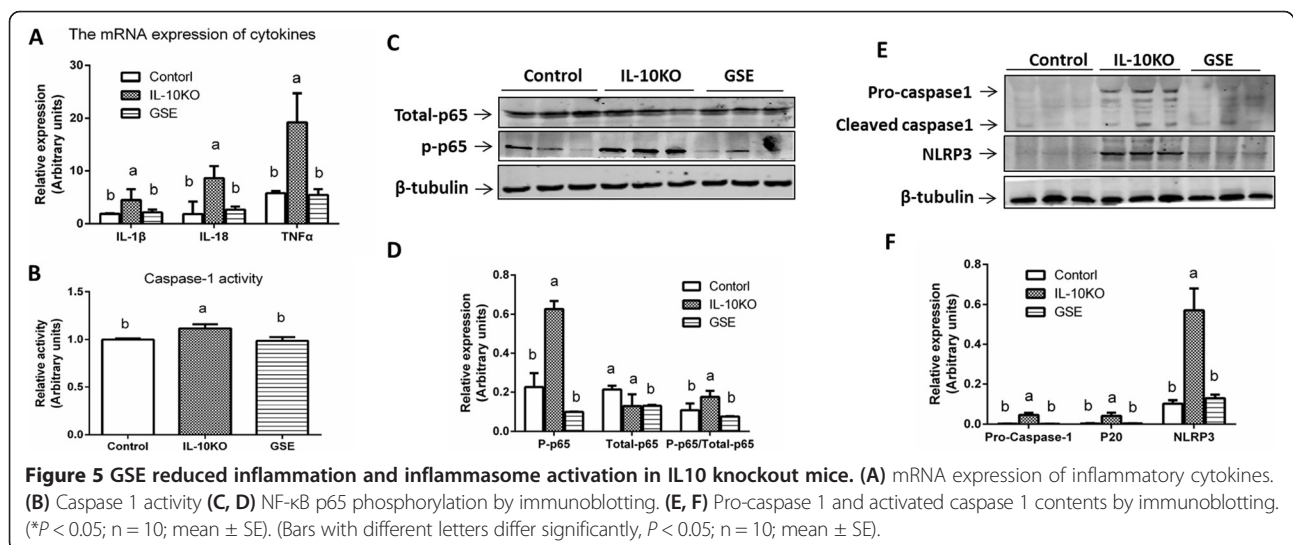 A
The mRNA expression of cytokines
Relative expression
(Arbitrary units)
30
20
10
0
Contorl
IL-10KO
GSE
b a b
b a b
b a b
IL-1β IL-18 TNFα
B
Caspase-1 activity
Relative activity
(Arbitrary units)
1.5
1.0
0.5
0.0
b a b
Control IL-10KO GSE
C
Control IL-10KO GSE
Total-p65
p-p65
β-tubulin
D
Relative expression
(Arbitrary units)
0.8
0.6
0.4
0.2
0.0
Contorl
IL-10KO
GSE
b a b
a a b
b a b
P-p65 Total-p65 P-p65/Total-p65
E
Control IL-10KO GSE
Pro-caspase1
Cleaved caspase1
NLRP3
β-tubulin
F
Relative expression
(Arbitrary units)
0.8
0.6
0.4
0.2
0.0
Contorl
IL-10KO
GSE
b a b
b a b
b a b
Pro-Caspase-1 P20 NLRP3
Figure 5 GSE reduced inflammation and inflammasome activation in IL10 knockout mice. (A) mRNA expression of inflammatory cytokines.
(B) Caspase 1 activity (C, D) NF-κB p65 phosphorylation by immunoblotting. (E, F) Pro-caspase 1 and activated caspase 1 contents by immunoblotting.
(*P < 0.05; n = 10; mean ± SE). (Bars with different letters differ significantly, P < 0.05; n = 10; mean ± SE).